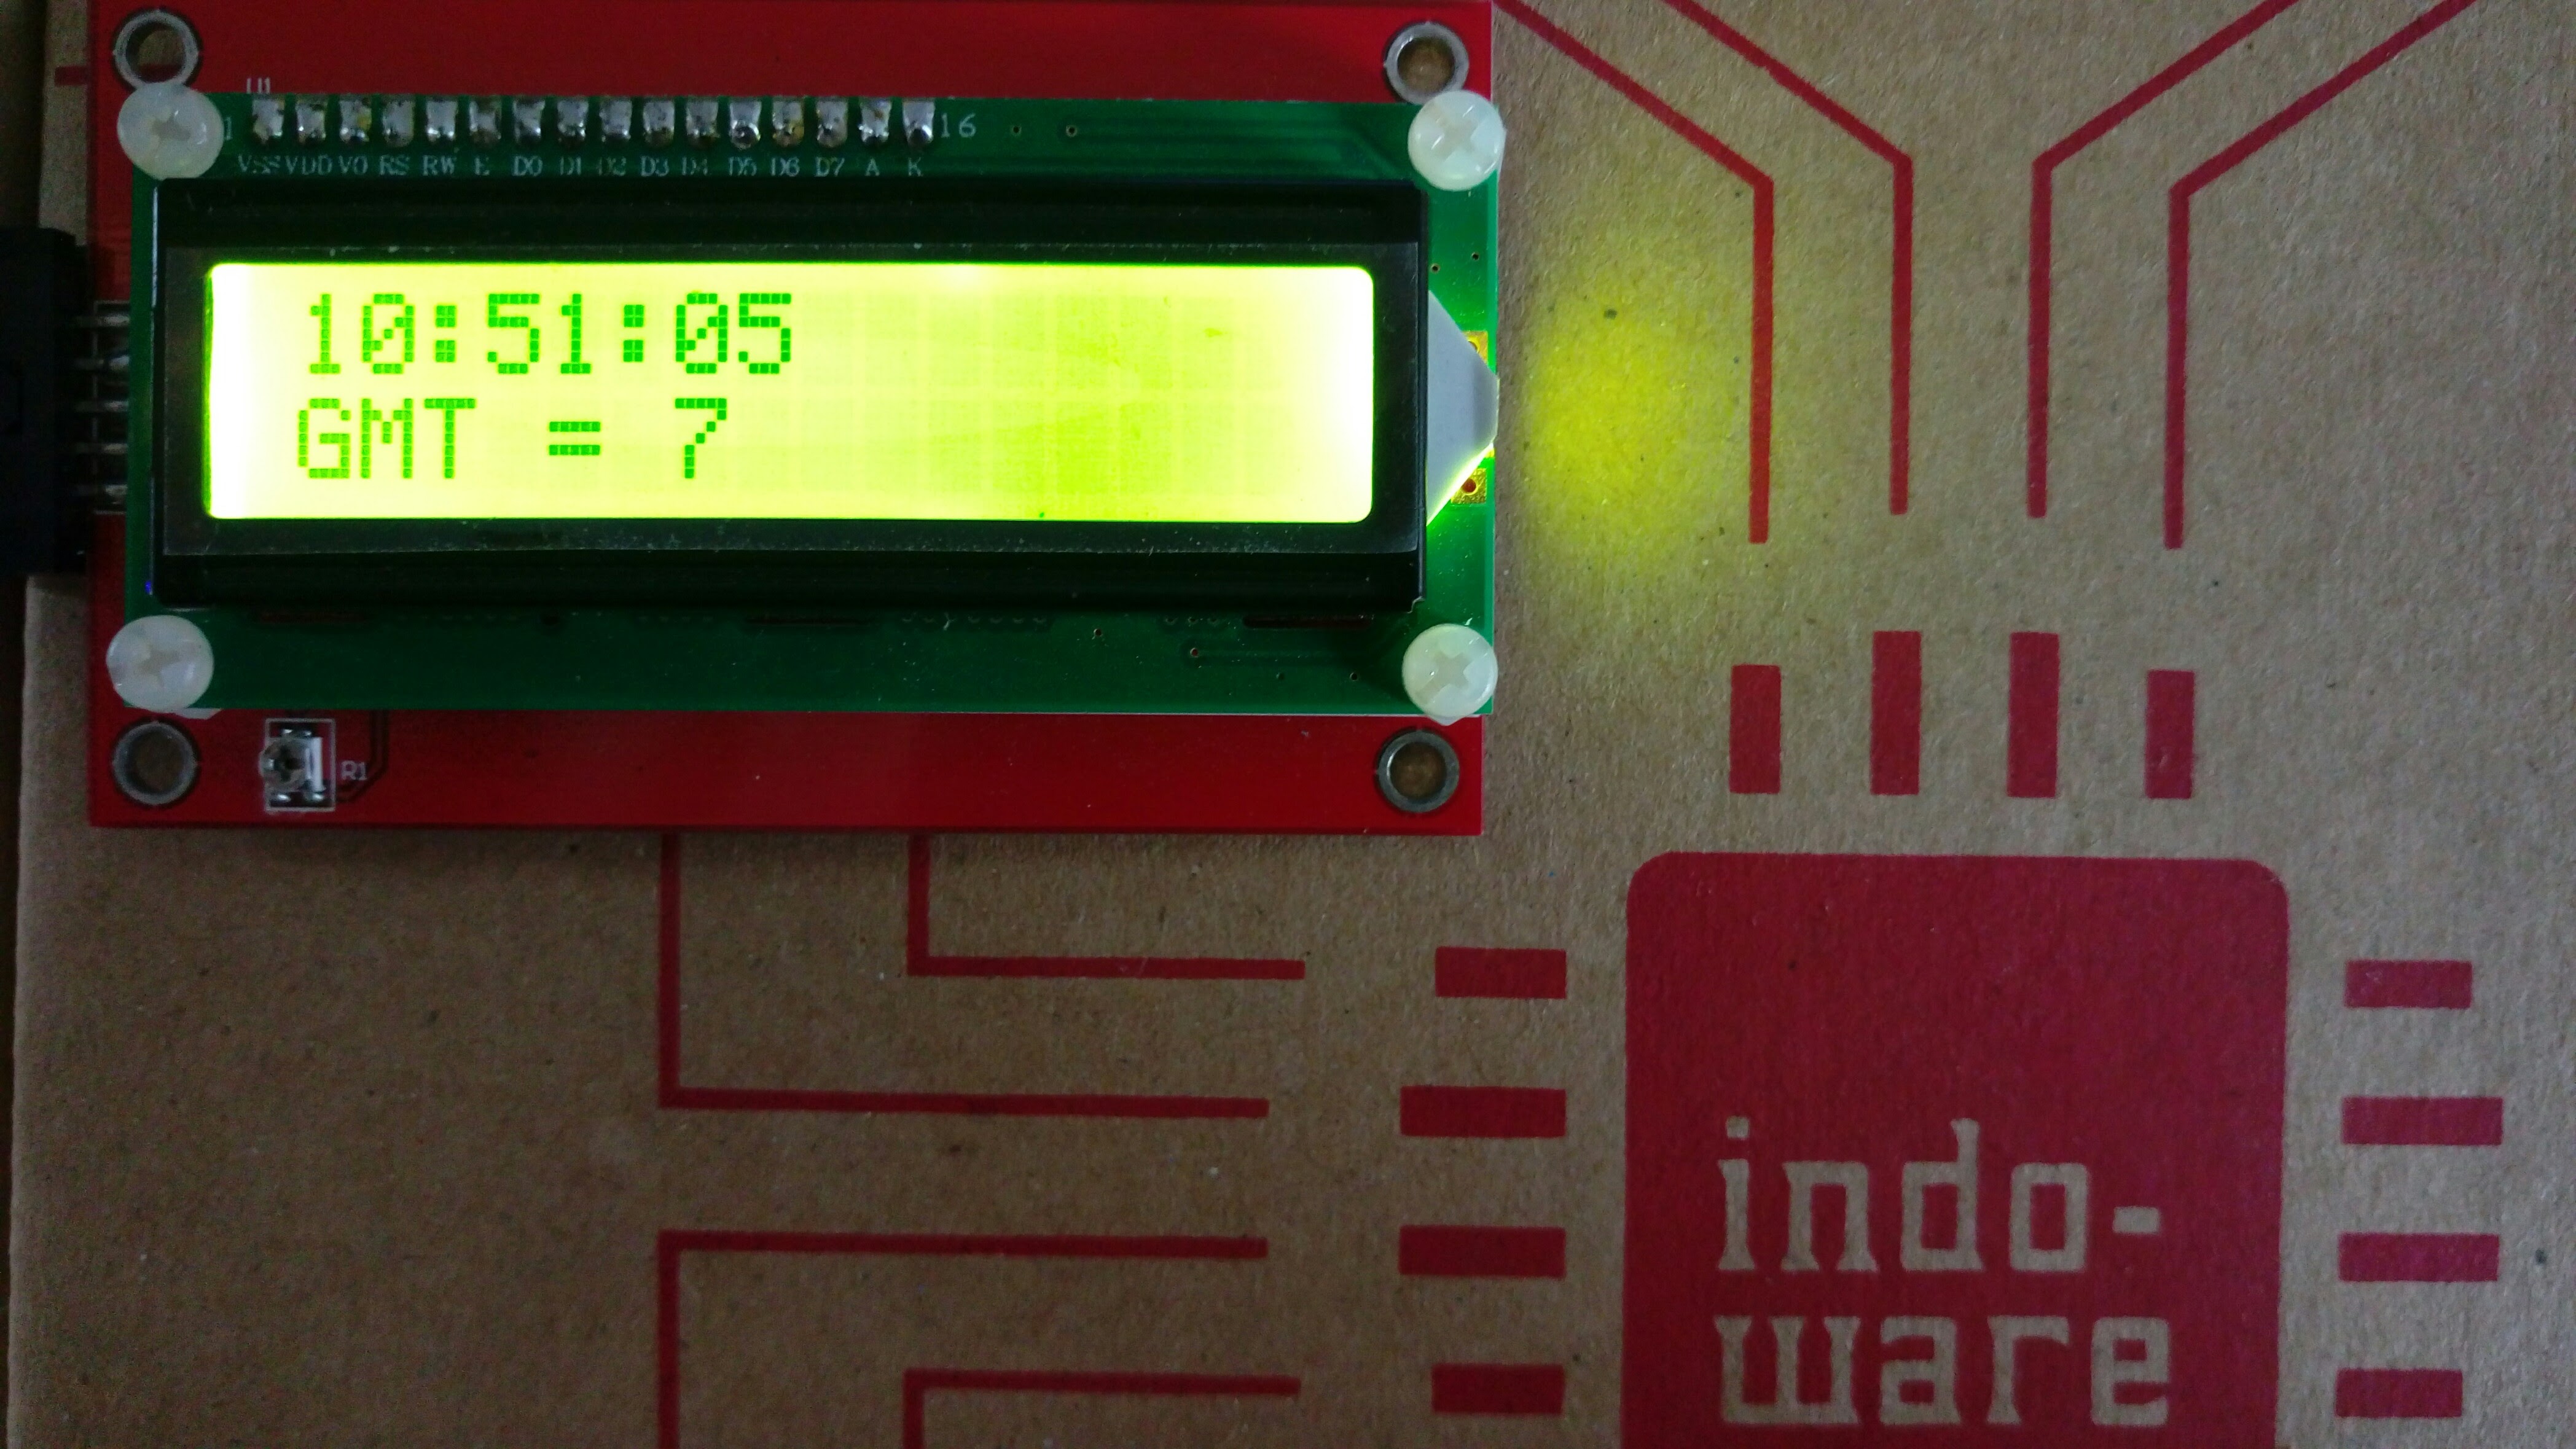 U1
1 16
VSS VDD VO RS RW E D0 D1 D2 D3 D4 D5 D6 D7 A K
10:51:05
GMT = 7
R1
indo-
ware